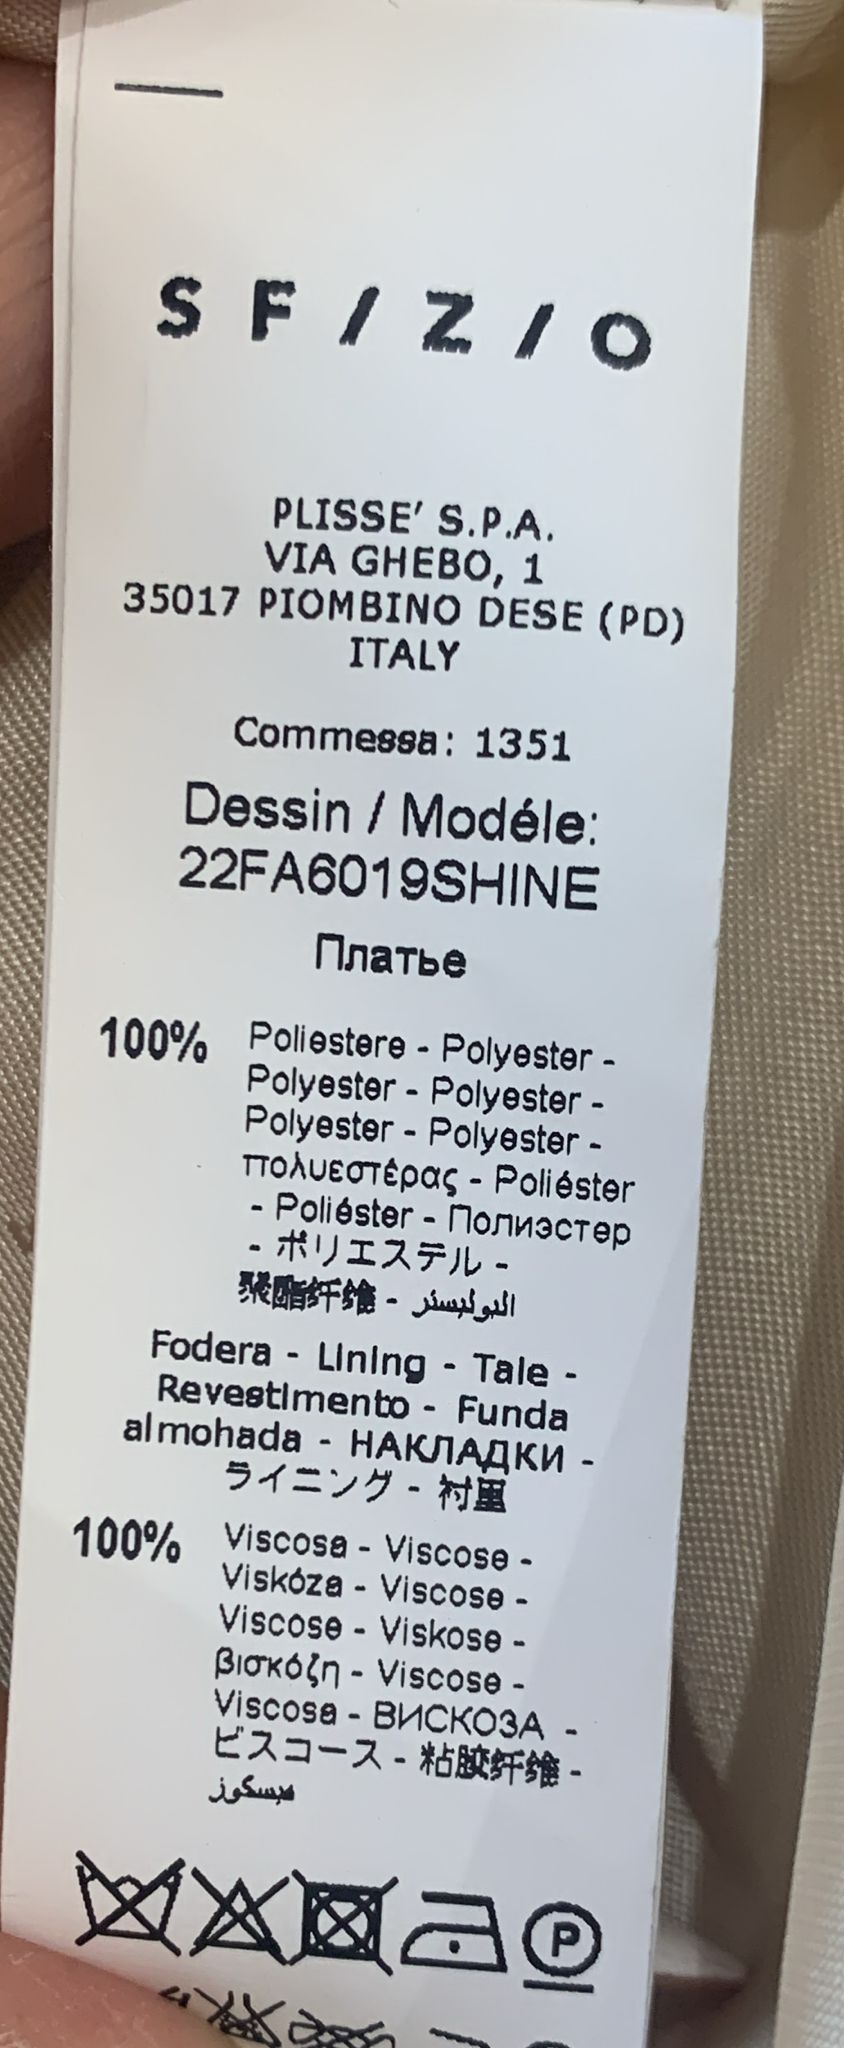 SF/Z/O
PLISSE' S.P.A.
VIA GHEBO, 1
35017 PIOMBINO DESE (PD)
ITALY
Commessa: 1351
Dessin / Modéle:
22FA6019SHINE
Платье
100% Poliestere - Polyester -
Polyester - Polyester -
Polyester - Polyester -
πολυεστέρας - Poliéster
- Poliéster - Полиэстер
- ポリエステル -
聚酯纤维 - البوليستر
Fodera - Lining - Taie -
Revestimento - Funda
almohada - НАКЛАДКИ -
ライニング - 衬里
100% Viscosa - Viscose -
Viskóza - Viscose -
Viscose - Viskose -
βισκόζη - Viscose -
Viscosa - ВИСКОЗА -
ビスコース - 粘胶纤维 -
فيسكوز
P